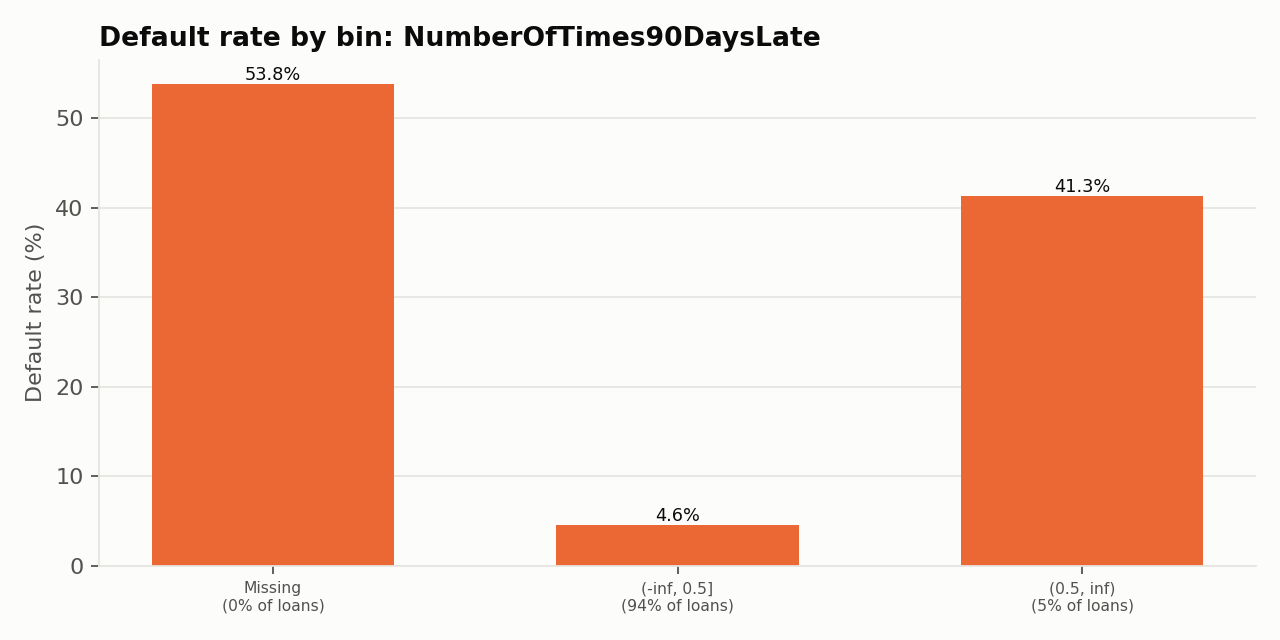 Default rate by bin: NumberOfTimes90DaysLate
53.8%
50
41.3%
40
Default rate (%)
30
20
10
4.6%
0
Missing
(0% of loans)
(-inf, 0.5]
(94% of loans)
(0.5, inf)
(5% of loans)